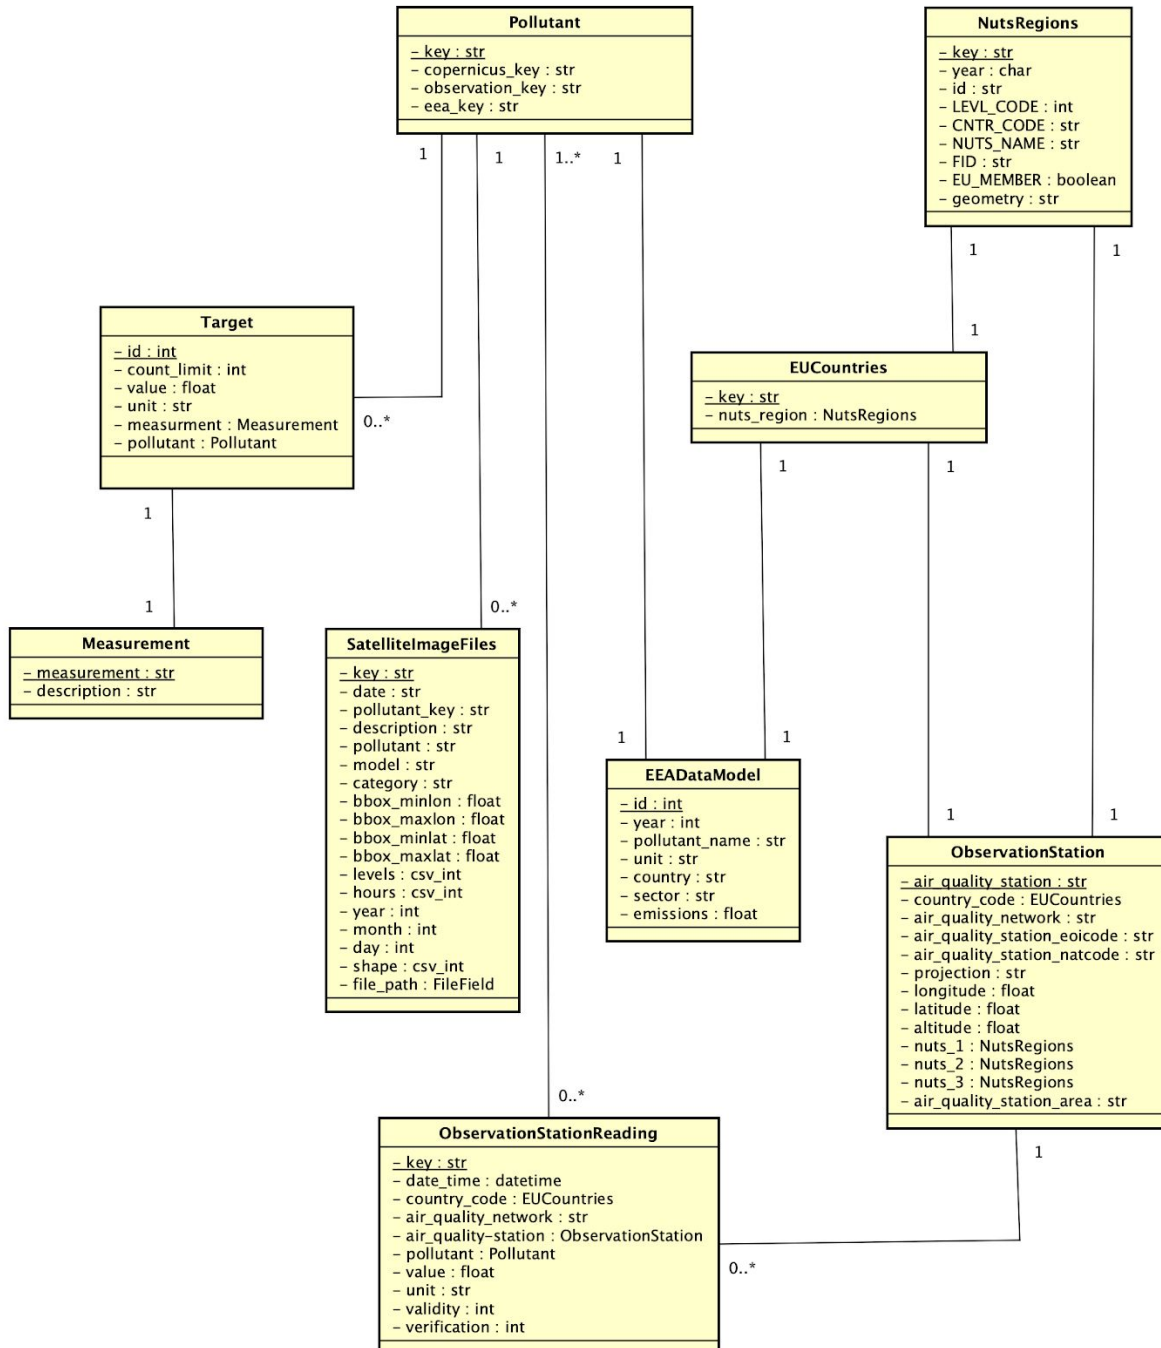 Pollutant
– key : str
– copernicus_key : str
– observation_key : str
– eea_key : str
NutsRegions
– key : str
– year : char
– id : str
– LEVL_CODE : int
– CNTR_CODE : str
– NUTS_NAME : str
– FID : str
– EU_MEMBER : boolean
– geometry : str
1
1
1..*
1
1
1
Target
– id : int
– count_limit : int
– value : float
– unit : str
– measurment : Measurement
– pollutant : Pollutant
0..*
1
EUCountries
– key : str
– nuts_region : NutsRegions
1
1
1
1
0..*
Measurement
– measurement : str
– description : str
SatelliteImageFiles
– key : str
– date : str
– pollutant_key : str
– description : str
– pollutant : str
– model : str
– category : str
– bbox_minlon : float
– bbox_maxlon : float
– bbox_minlat : float
– bbox_maxlat : float
– levels : csv_int
– hours : csv_int
– year : int
– month : int
– day : int
– shape : csv_int
– file_path : FileField
1
1
EEADataModel
– id : int
– year : int
– pollutant_name : str
– unit : str
– country : str
– sector : str
– emissions : float
1
1
ObservationStation
– air_quality_station : str
– country_code : EUCountries
– air_quality_network : str
– air_quality_station_eoicode : str
– air_quality_station_natcode : str
– projection : str
– longitude : float
– latitude : float
– altitude : float
– nuts_1 : NutsRegions
– nuts_2 : NutsRegions
– nuts_3 : NutsRegions
– air_quality_station_area : str
0..*
1
ObservationStationReading
– key : str
– date_time : datetime
– country_code : EUCountries
– air_quality_network : str
– air_quality-station : ObservationStation
– pollutant : Pollutant
– value : float
– unit : str
– validity : int
– verification : int
0..*